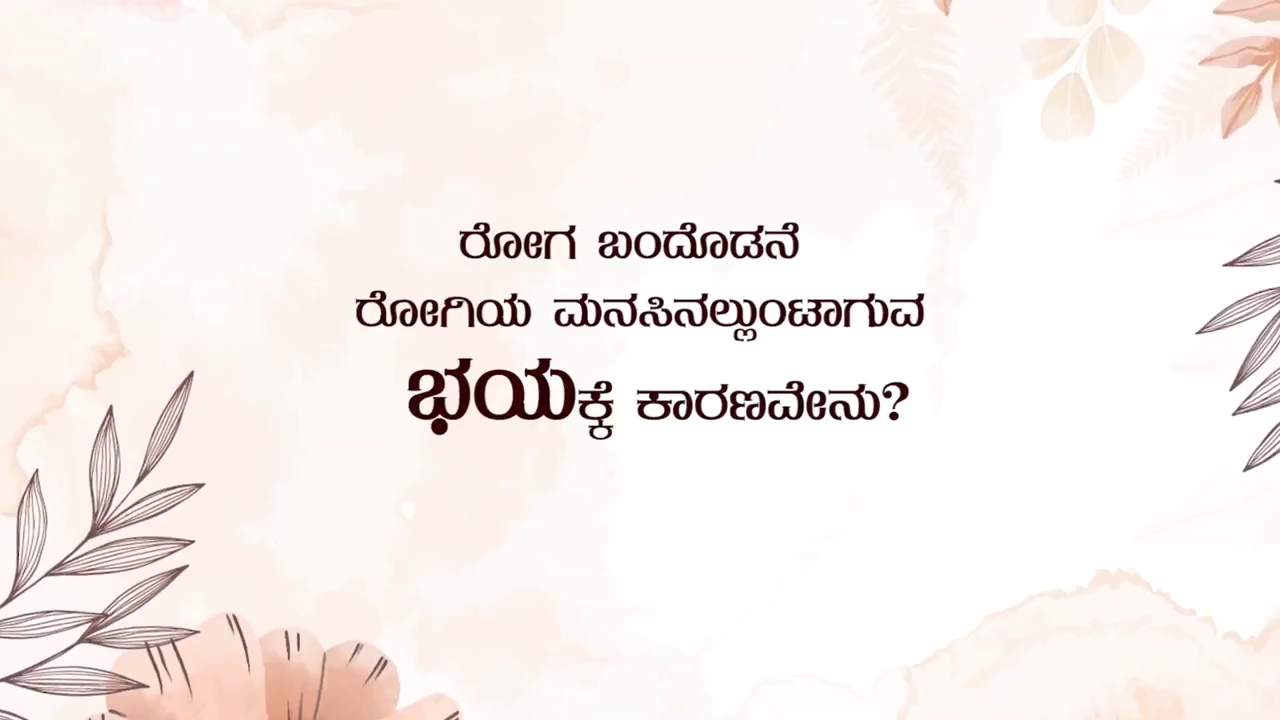 ರೋಗ ಬಂದೊಡನೆ
ರೋಗಿಯ ಮನಸಿನಲ್ಲುಂಟಾಗುವ
ಭಯಕ್ಕೆ ಕಾರಣವೇನು?